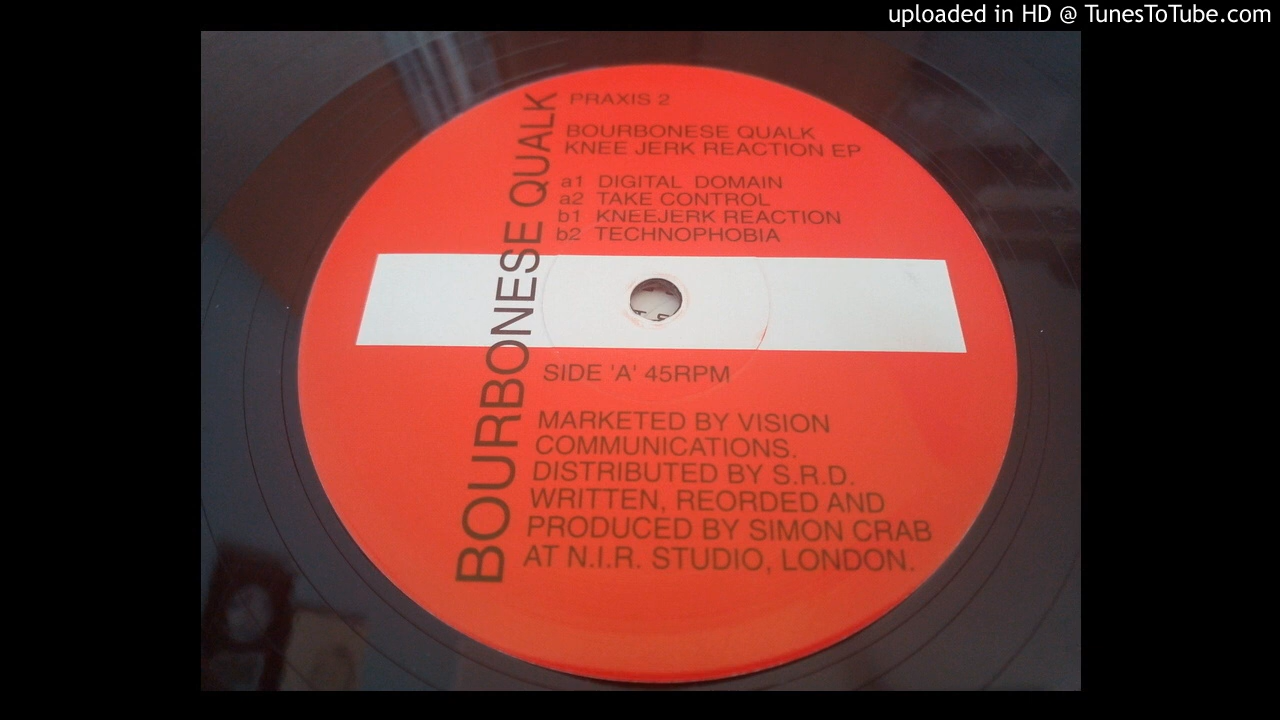 uploaded in HD @ TunesToTube.com
PRAXIS 2
BOURBONESE QUALK
KNEE JERK REACTION EP
a1 DIGITAL DOMAIN
a2 TAKE CONTROL
b1 KNEEJERK REACTION
b2 TECHNOPHOBIA
BOURBONESE QUALK
SIDE 'A' 45RPM
MARKETED BY VISION
COMMUNICATIONS.
DISTRIBUTED BY S.R.D.
WRITTEN, REORDED AND
PRODUCED BY SIMON CRAB
AT N.I.R. STUDIO, LONDON.